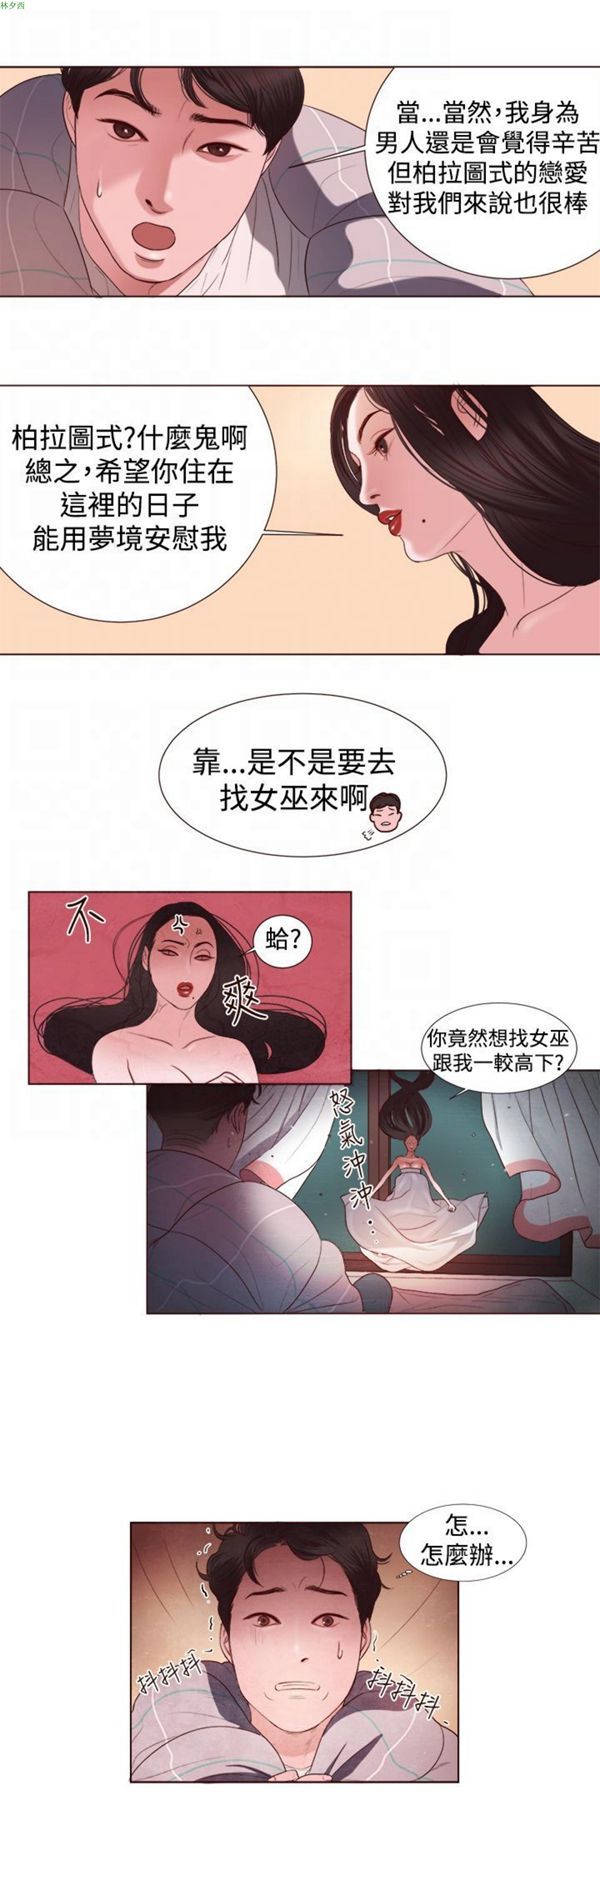 林夕西
當...當然,我身為
男人還是會覺得辛苦
但柏拉圖式的戀愛
對我們來說也很棒
柏拉圖式?什麼鬼啊
總之,希望你住在
這裡的日子
能用夢境安慰我
靠...是不是要去
找女巫來啊
不
爽
蛤?
你竟然想找女巫
跟我一較高下?
怒氣沖沖...
怎...
怎麼辦...
抖抖抖
抖抖抖